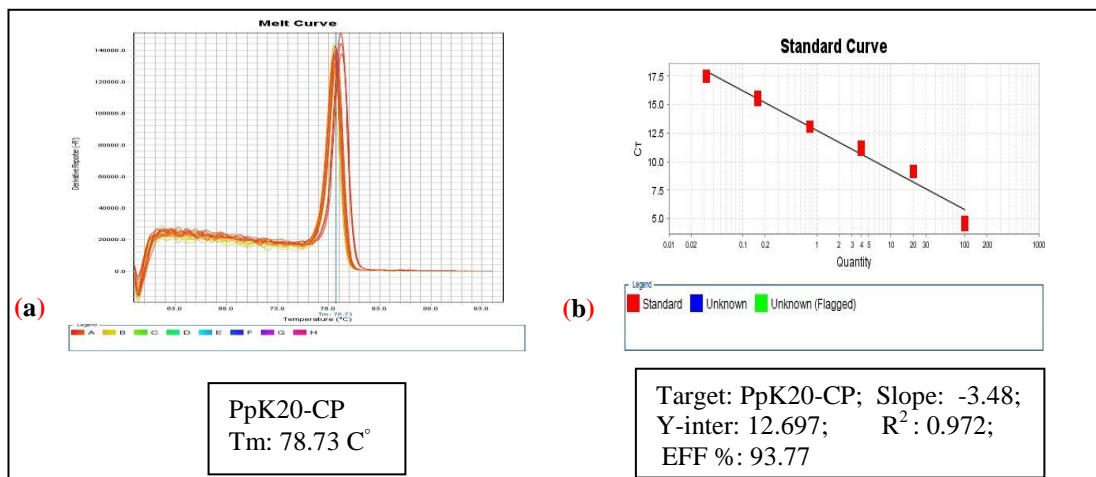 Melt Curve
140000.0
120000.0
100000.0
80000.0
60000.0
40000.0
20000.0
0.0
Derivative Reporter (-R')
63.0 68.0 73.0 78.0 83.0 93.0
Tm: 78.73
Temperature (°C)
Legend
A B C D E F G H
(a)
PpK20-CP
Tm: 78.73 C°
Standard Curve
17.5
15.0
12.5
10.0
7.5
5.0
CT
0.01 0.02 0.1 0.2 1 2 3 4 5 10 20 30 100 200 1000
Quantity
Legend
Standard Unknown Unknown (Flagged)
(b)
Target: PpK20-CP; Slope: -3.48;
Y-inter: 12.697; R² : 0.972;
EFF %: 93.77